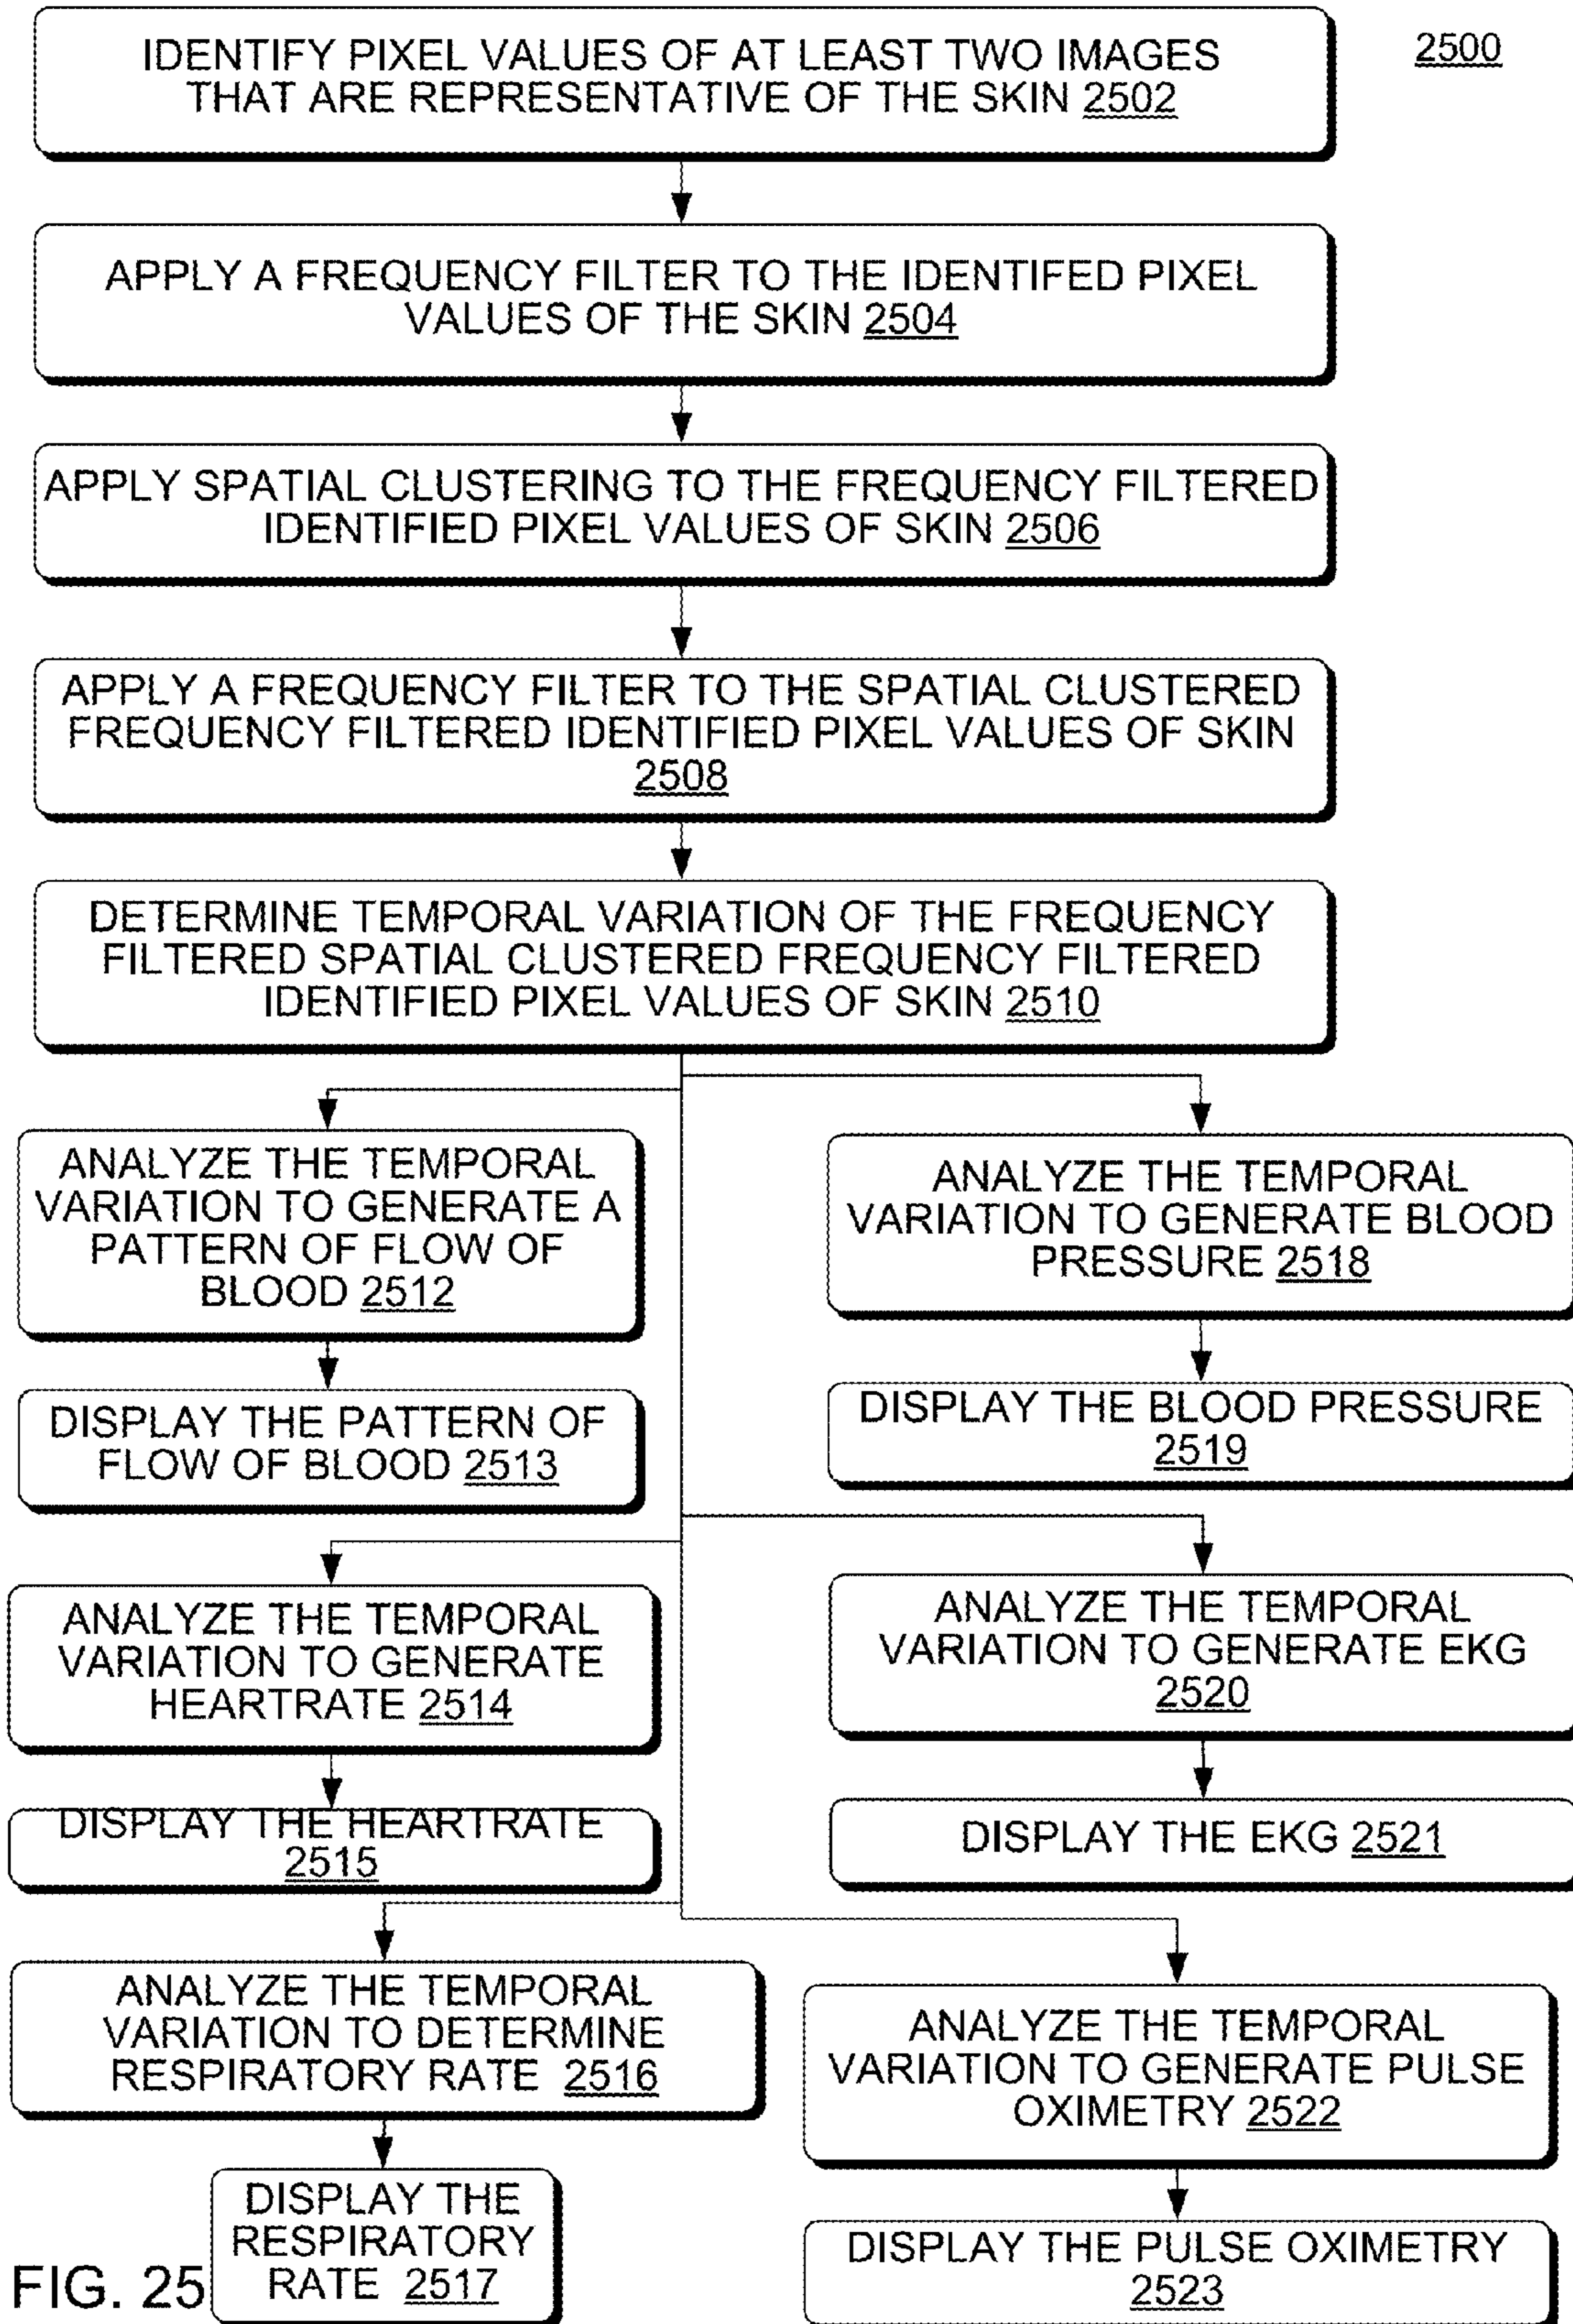 2500
IDENTIFY PIXEL VALUES OF AT LEAST TWO IMAGES
THAT ARE REPRESENTATIVE OF THE SKIN 2502
APPLY A FREQUENCY FILTER TO THE IDENTIFED PIXEL
VALUES OF THE SKIN 2504
APPLY SPATIAL CLUSTERING TO THE FREQUENCY FILTERED
IDENTIFIED PIXEL VALUES OF SKIN 2506
APPLY A FREQUENCY FILTER TO THE SPATIAL CLUSTERED
FREQUENCY FILTERED IDENTIFIED PIXEL VALUES OF SKIN
2508
DETERMINE TEMPORAL VARIATION OF THE FREQUENCY
FILTERED SPATIAL CLUSTERED FREQUENCY FILTERED
IDENTIFIED PIXEL VALUES OF SKIN 2510
ANALYZE THE TEMPORAL
VARIATION TO GENERATE A
PATTERN OF FLOW OF
BLOOD 2512
DISPLAY THE PATTERN OF
FLOW OF BLOOD 2513
ANALYZE THE TEMPORAL
VARIATION TO GENERATE BLOOD
PRESSURE 2518
DISPLAY THE BLOOD PRESSURE
2519
ANALYZE THE TEMPORAL
VARIATION TO GENERATE
HEARTRATE 2514
DISPLAY THE HEARTRATE
2515
ANALYZE THE TEMPORAL
VARIATION TO GENERATE EKG
2520
DISPLAY THE EKG 2521
ANALYZE THE TEMPORAL
VARIATION TO DETERMINE
RESPIRATORY RATE 2516
DISPLAY THE
RESPIRATORY
RATE 2517
ANALYZE THE TEMPORAL
VARIATION TO GENERATE PULSE
OXIMETRY 2522
DISPLAY THE PULSE OXIMETRY
2523
FIG. 25